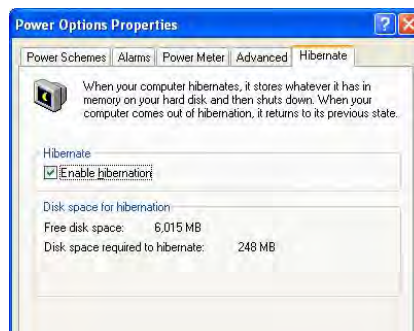 Power Options Properties
Power Schemes Alarms Power Meter Advanced Hibernate
When your computer hibernates, it stores whatever it has in
memory on your hard disk and then shuts down. When your
computer comes out of hibernation, it returns to its previous state.
Hibernate
Enable hibernation
Disk space for hibernation
Free disk space: 6,015 MB
Disk space required to hibernate: 248 MB